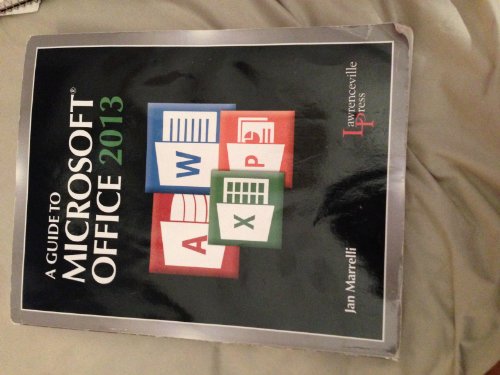 A GUIDE TO
MICROSOFT®
OFFICE 2013
W
A
P
X
Jan Marrelli
Lawrenceville
Press